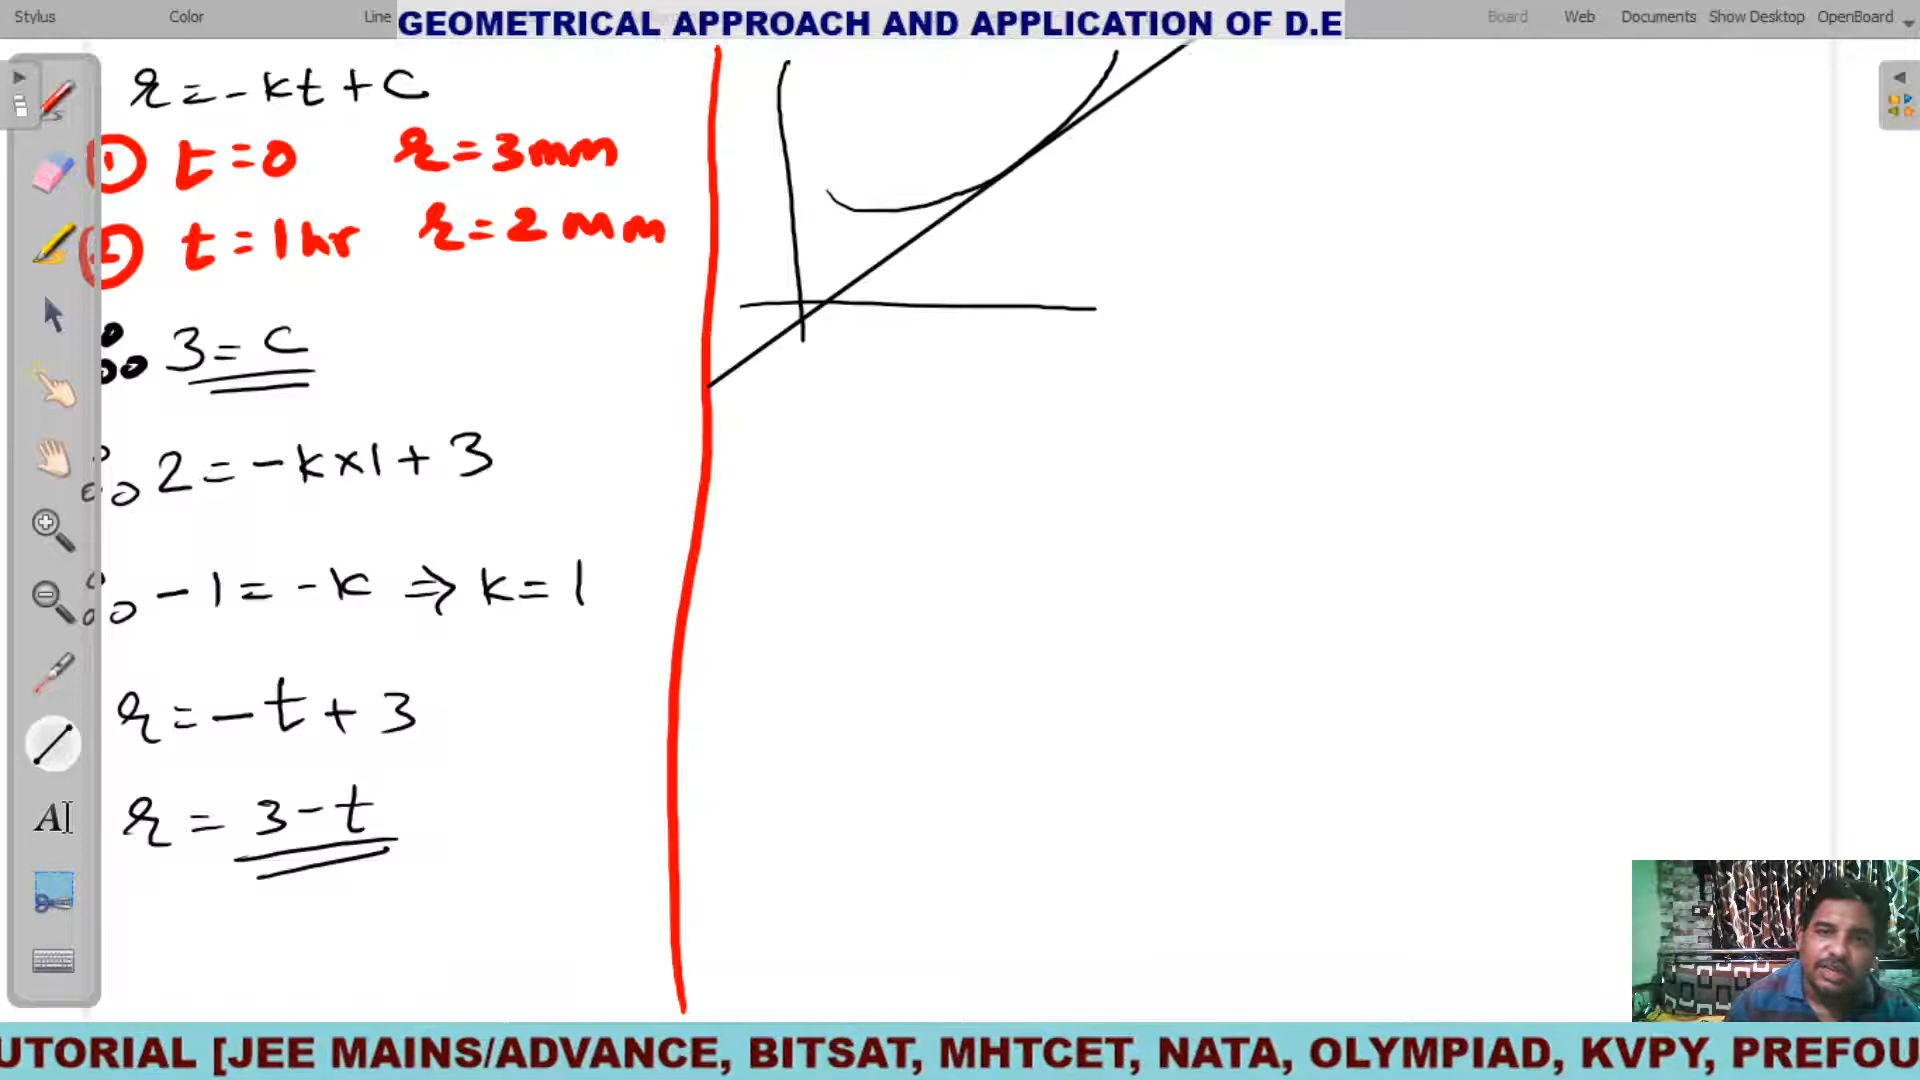 Stylus Color Line Board Web Documents Show Desktop OpenBoard
GEOMETRICAL APPROACH AND APPLICATION OF D.E
r = -kt + c
① t = 0 r = 3mm
② t = 1hr r = 2mm
∴ 3 = c
∴ 2 = -k×1 + 3
∴ -1 = -k ⇒ k = 1
r = -t + 3
r = 3 - t
AI
UTORIAL [JEE MAINS/ADVANCE, BITSAT, MHTCET, NATA, OLYMPIAD, KVPY, PREFOU